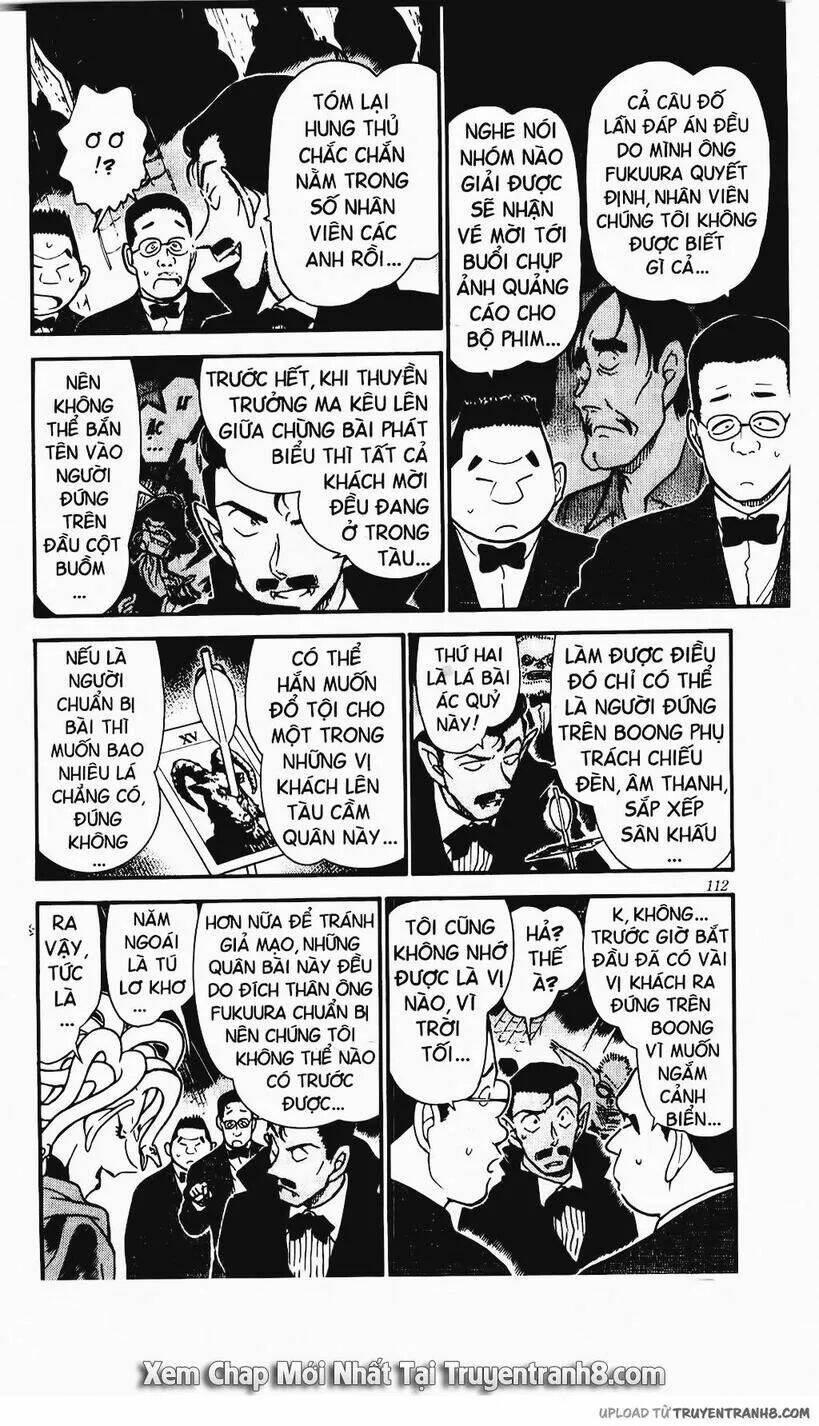 CẢ CÂU ĐỐ
LẪN ĐÁP ÁN ĐỀU
DO MÌNH ÔNG
FUKUURA QUYẾT
ĐỊNH, NHÂN VIÊN
CHÚNG TÔI KHÔNG
ĐƯỢC BIẾT
GÌ CẢ...
NGHE NÓI
NHÓM NÀO
GIẢI ĐƯỢC
SẼ NHẬN
VÉ MỜI TỚI
BUỔI CHỤP
ẢNH QUẢNG
CÁO CHO
BỘ PHIM...
TÓM LẠI
HUNG THỦ
CHẮC CHẮN
NẰM TRONG
SỐ NHÂN
VIÊN CÁC
ANH RỒI...
Ơ Ơ
!?
TRƯỚC HẾT, KHI THUYỀN
TRƯỞNG MA KÊU LÊN
GIỮA CHỪNG BÀI PHÁT
BIỂU THÌ TẤT CẢ
KHÁCH MỜI
ĐỀU ĐANG
Ở TRONG
TÀU...
Ư
ẶC
...
NÊN
KHÔNG
THỂ BẮN
TÊN VÀO
NGƯỜI
ĐỨNG
TRÊN
ĐẦU CỘT
BUỒM
...
LÀM ĐƯỢC ĐIỀU
ĐÓ CHỈ CÓ THỂ
LÀ NGƯỜI ĐỨNG
TRÊN BOONG PHỤ
TRÁCH CHIẾU
ĐÈN, ÂM THANH,
SẮP XẾP
SÂN KHẤU
...
THỨ HAI
LÀ LÁ BÀI
ÁC QUỶ
NÀY!
CÓ THỂ
HẮN MUỐN
ĐỔ TỘI CHO
MỘT TRONG
NHỮNG VỊ
KHÁCH LÊN
TÀU CẦM
QUÂN NÀY...
XV
NẾU LÀ
NGƯỜI
CHUẨN BỊ
BÀI THÌ
MUỐN BAO
NHIÊU LÁ
CHẲNG CÓ,
ĐÚNG
KHÔNG
...
112
K, KHÔNG...
TRƯỚC GIỜ BẮT
ĐẦU ĐÃ CÓ VÀI
VỊ KHÁCH RA
ĐỨNG TRÊN
BOONG
VÌ MUỐN
NGẮM
CẢNH
BIỂN...
HẢ?
THẾ
À?
TÔI CŨNG
KHÔNG NHỚ
ĐƯỢC LÀ VỊ
NÀO, VÌ
TRỜI
TỐI...
HƠN NỮA ĐỂ TRÁNH
GIẢ MẠO, NHỮNG
QUÂN BÀI NÀY ĐỀU
DO ĐÍCH THÂN ÔNG
FUKUURA CHUẨN BỊ
NÊN CHÚNG TÔI
KHÔNG THỂ NÀO
CÓ TRƯỚC
ĐƯỢC...
NĂM
NGOÁI
LÀ TÚ
LƠ KHƠ
...
RA
VẬY,
TỨC
LÀ
...
Xem Chap Mới Nhất Tại Truyentranh8.com
UPLOAD TỪ TRUYENTRANH8.COM